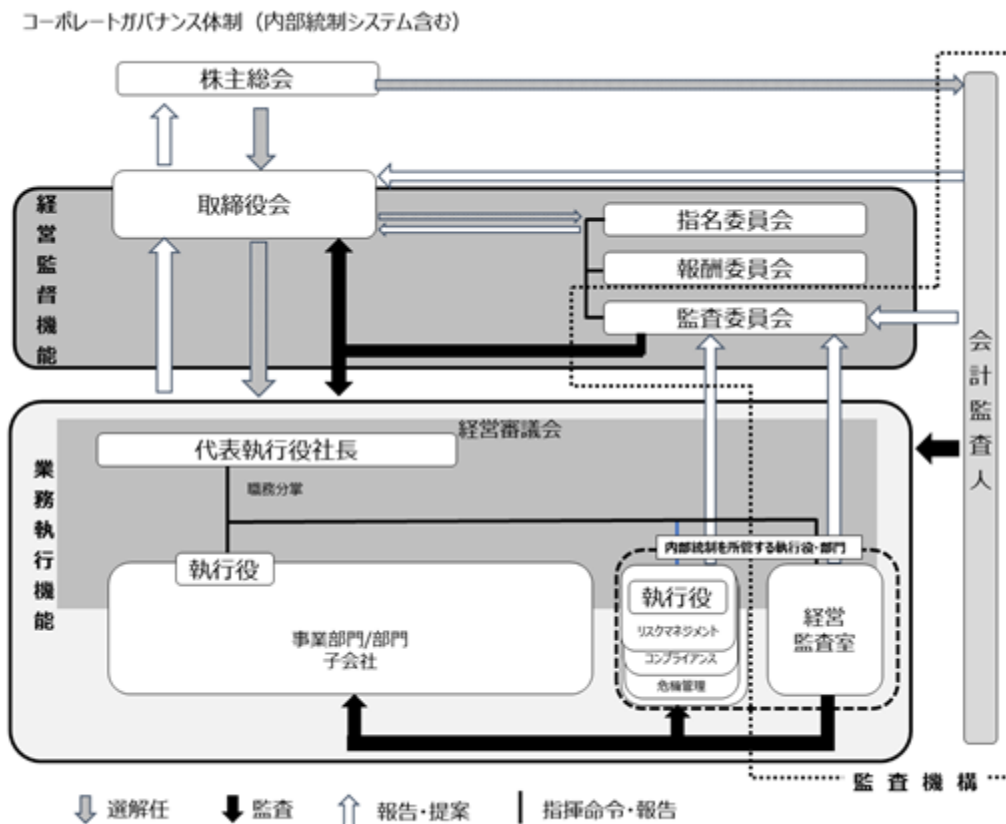 コーポレートガバナンス体制（内部統制システム含む）
株主総会
取締役会
経営監督機能
指名委員会
報酬委員会
監査委員会
会計監査人
経営審議会
代表執行役社長
職務分掌
業務執行機能
内部統制を所管する執行役・部門
執行役
事業部門/部門
子会社
執行役
リスクマネジメント
コンプライアンス
危機管理
経営
監査室
監査機構
選解任
監査
報告・提案
指揮命令・報告